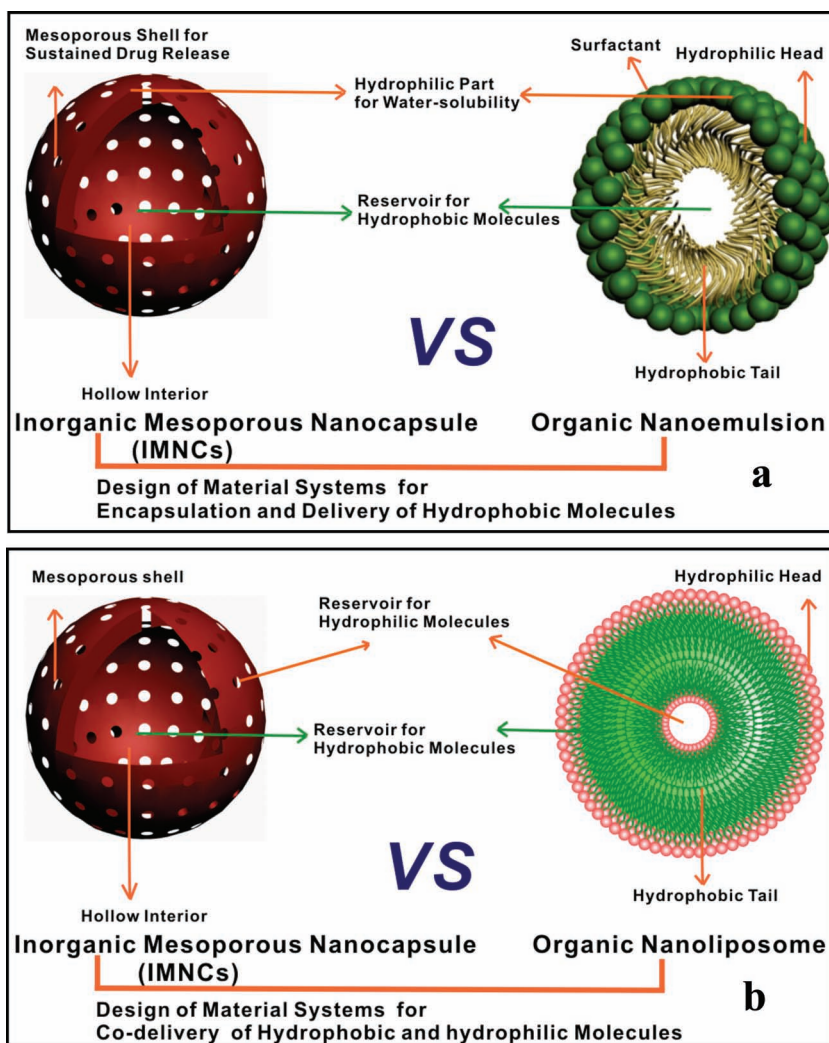 Mesoporous Shell for
Sustained Drug Release
Surfactant
Hydrophilic Head
Hydrophilic Part
for Water-solubility
Reservoir for
Hydrophobic Molecules
VS
Hollow Interior
Hydrophobic Tail
Inorganic Mesoporous Nanocapsule
(IMNCs)
Organic Nanoemulsion
Design of Material Systems for
Encapsulation and Delivery of Hydrophobic Molecules
a
Mesoporous shell
Hydrophilic Head
Reservoir for
Hydrophilic Molecules
Reservoir for
Hydrophobic Molecules
VS
Hollow Interior
Hydrophobic Tail
Inorganic Mesoporous Nanocapsule
(IMNCs)
Organic Nanoliposome
Design of Material Systems for
Co-delivery of Hydrophobic and hydrophilic Molecules
b